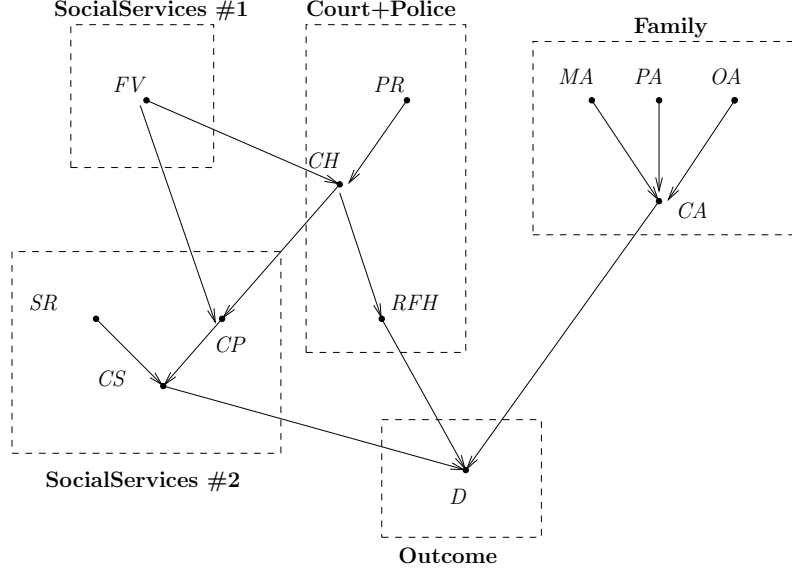 SocialServices #1
Court+Police
Family
FV
PR
MA PA OA
CH
CA
SR
RFH
CP
CS
SocialServices #2
D
Outcome